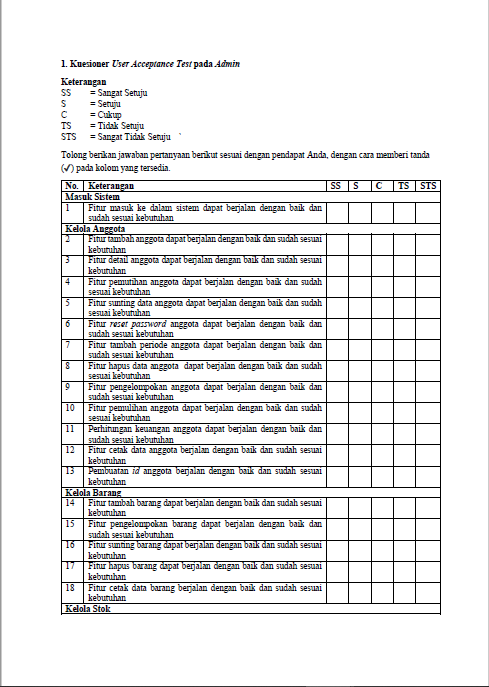 1. Kuesioner User Acceptance Test pada Admin
Keterangan
SS = Sangat Setuju
S = Setuju
C = Cukup
TS = Tidak Setuju
STS = Sangat Tidak Setuju
Tolong berikan jawaban pertanyaan berikut sesuai dengan pendapat Anda, dengan cara memberi tanda
(✓) pada kolom yang tersedia.
No. Keterangan SS S C TS STS
Masuk Sistem
1 Fitur masuk ke dalam sistem dapat berjalan dengan baik dan
sudah sesuai kebutuhan
Kelola Anggota
2 Fitur tambah anggota dapat berjalan dengan baik dan sudah sesuai
kebutuhan
3 Fitur detail anggota dapat berjalan dengan baik dan sudah sesuai
kebutuhan
4 Fitur pemutihan anggota dapat berjalan dengan baik dan sudah
sesuai kebutuhan
5 Fitur sunting data anggota dapat berjalan dengan baik dan sudah
sesuai kebutuhan
6 Fitur reset password anggota dapat berjalan dengan baik dan
sudah sesuai kebutuhan
7 Fitur tambah periode anggota dapat berjalan dengan baik dan
sudah sesuai kebutuhan
8 Fitur hapus data anggota dapat berjalan dengan baik dan sudah
sesuai kebutuhan
9 Fitur pengelompokan anggota dapat berjalan dengan baik dan
sudah sesuai kebutuhan
10 Fitur pemulihan anggota dapat berjalan dengan baik dan sudah
sesuai kebutuhan
11 Perhitungan keuangan anggota dapat berjalan dengan baik dan
sudah sesuai kebutuhan
12 Fitur cetak data anggota berjalan dengan baik dan sudah sesuai
kebutuhan
13 Pembuatan id anggota berjalan dengan baik dan sudah sesuai
kebutuhan
Kelola Barang
14 Fitur tambah barang dapat berjalan dengan baik dan sudah sesuai
kebutuhan
15 Fitur pengelompokan barang dapat berjalan dengan baik dan
sudah sesuai kebutuhan
16 Fitur sunting barang dapat berjalan dengan baik dan sudah sesuai
kebutuhan
17 Fitur hapus barang dapat berjalan dengan baik dan sudah sesuai
kebutuhan
18 Fitur cetak data barang berjalan dengan baik dan sudah sesuai
kebutuhan
Kelola Stok